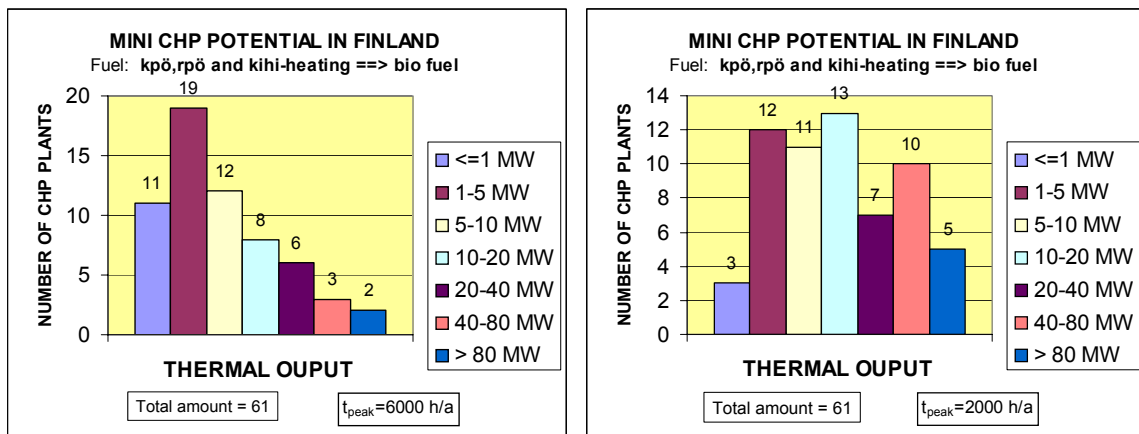 MINI CHP POTENTIAL IN FINLAND
Fuel: kpö,rpö and kihi-heating ==> bio fuel
NUMBER OF CHP PLANTS
20
15
10
5
0
11
19
12
8
6
3
2
<=1 MW
1-5 MW
5-10 MW
10-20 MW
20-40 MW
40-80 MW
> 80 MW
THERMAL OUPUT
Total amount = 61
tpeak=6000 h/a
MINI CHP POTENTIAL IN FINLAND
Fuel: kpö,rpö and kihi-heating ==> bio fuel
NUMBER OF CHP PLANTS
14
12
10
8
6
4
2
0
3
12
11
13
7
10
5
<=1 MW
1-5 MW
5-10 MW
10-20 MW
20-40 MW
40-80 MW
> 80 MW
THERMAL OUPUT
Total amount = 61
tpeak=2000 h/a